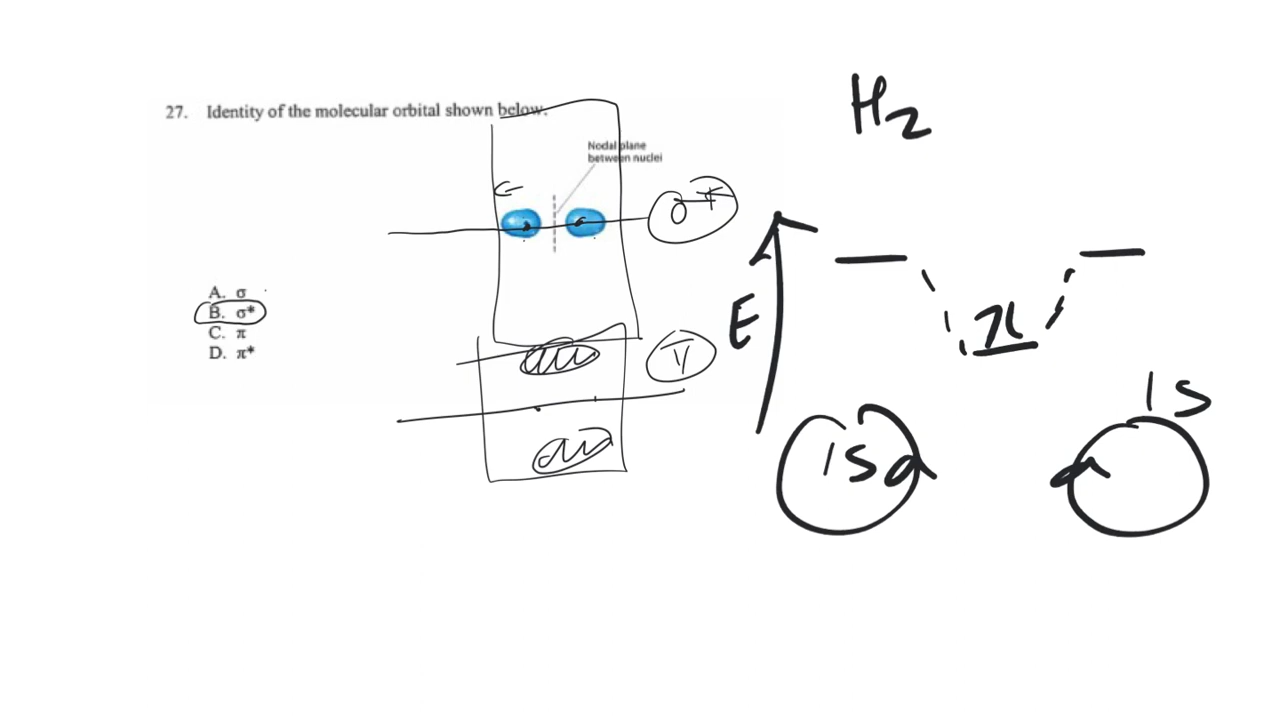 27. Identity of the molecular orbital shown below.
Nodal plane
between nuclei
σ*
A. σ
B. σ*
C. π
D. π*
π
H2
E
1s
1s